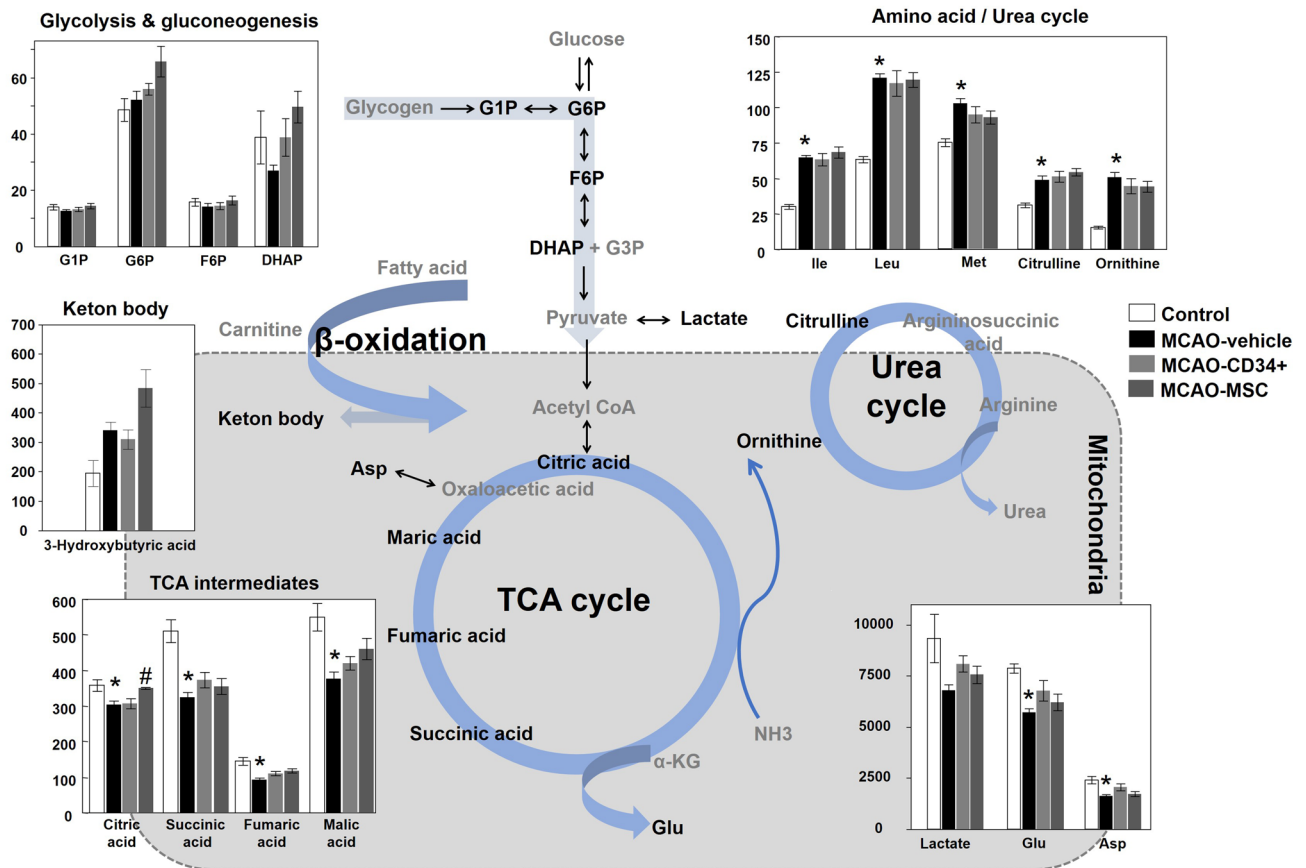 Glycolysis & gluconeogenesis
60
40
20
0
G1P G6P F6P DHAP
Glucose
Glycogen G1P G6P
F6P
DHAP + G3P
Pyruvate Lactate
Amino acid / Urea cycle
150
125
100
75
50
25
0
* * * * *
Ile Leu Met Citrulline Ornithine
Control
MCAO-vehicle
MCAO-CD34+
MCAO-MSC
Keton body
700
600
500
400
300
200
100
0
3-Hydroxybutyric acid
Fatty acid
Carnitine
β-oxidation
Keton body
Acetyl CoA
Citric acid
Asp
Oxaloacetic acid
Maric acid
TCA cycle
Fumaric acid
Succinic acid
α-KG
Glu
NH3
Citrulline
Argininosuccinic
acid
Urea
cycle
Arginine
Ornithine
Urea
Mitochondria
TCA intermediates
600
500
400
300
200
100
0
* # * * *
Citric
acid
Succinic
acid
Fumaric
acid
Malic
acid
10000
7500
5000
2500
0
* *
Lactate Glu Asp